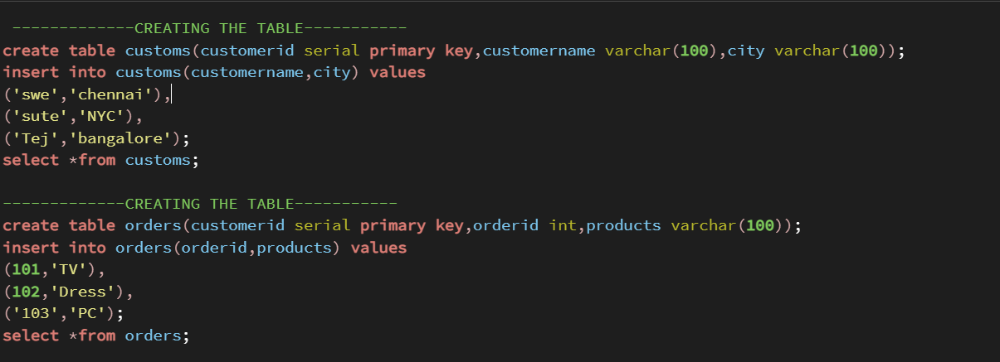 -------------CREATING THE TABLE-----------
create table customs(customerid serial primary key,customername varchar(100),city varchar(100));
insert into customs(customername,city) values
('swe','chennai'),
('sute','NYC'),
('Tej','bangalore');
select *from customs;
-------------CREATING THE TABLE-----------
create table orders(customerid serial primary key,orderid int,products varchar(100));
insert into orders(orderid,products) values
(101,'TV'),
(102,'Dress'),
('103','PC');
select *from orders;